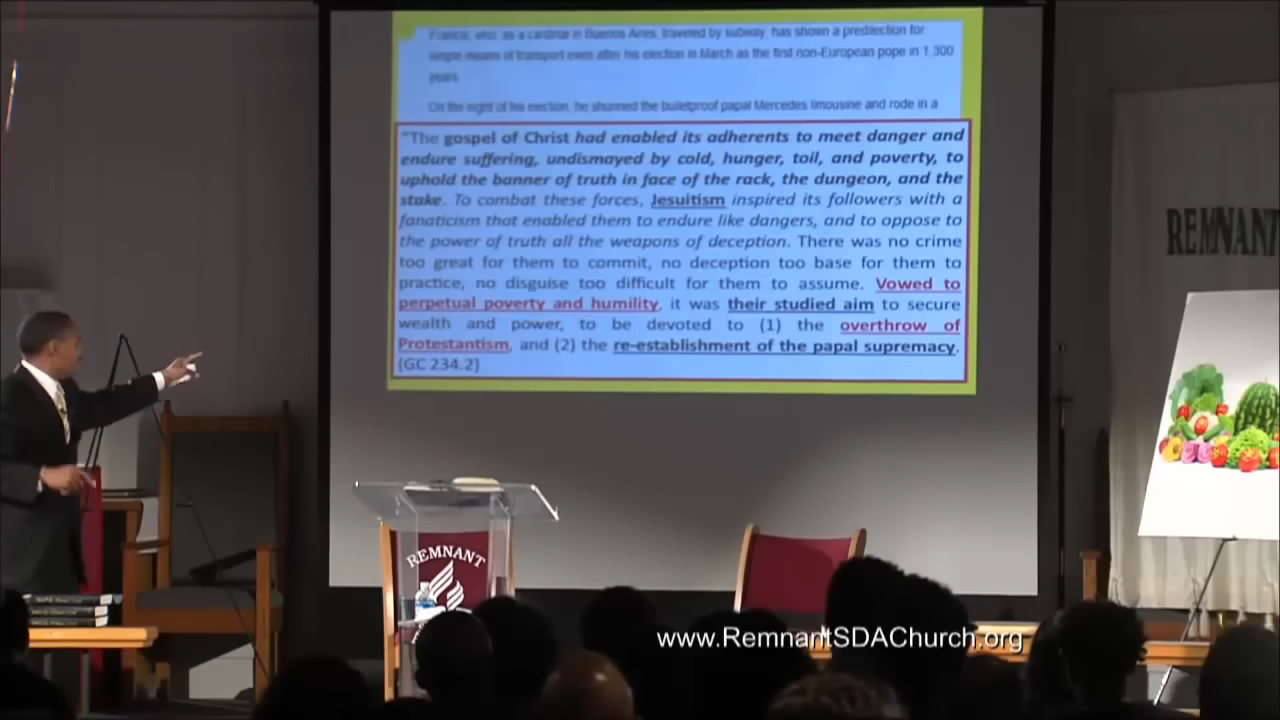 Francis, who, as a cardinal in Buenos Aires, traveled by subway, has shown a predilection for
simple means of transport even after his election in March as the first non-European pope in 1,300
years.
On the night of his election, he shunned the bulletproof papal Mercedes limousine and rode in a
"The gospel of Christ had enabled its adherents to meet danger and
endure suffering, undismayed by cold, hunger, toil, and poverty, to
uphold the banner of truth in face of the rack, the dungeon, and the
stake. To combat these forces, Jesuitism inspired its followers with a
fanaticism that enabled them to endure like dangers, and to oppose to
the power of truth all the weapons of deception. There was no crime
too great for them to commit, no deception too base for them to
practice, no disguise too difficult for them to assume. Vowed to
perpetual poverty and humility, it was their studied aim to secure
wealth and power, to be devoted to (1) the overthrow of
Protestantism, and (2) the re-establishment of the papal supremacy.
{GC 234.2}
REMNANT
REMNANT
www.RemnantSDAChurch.org